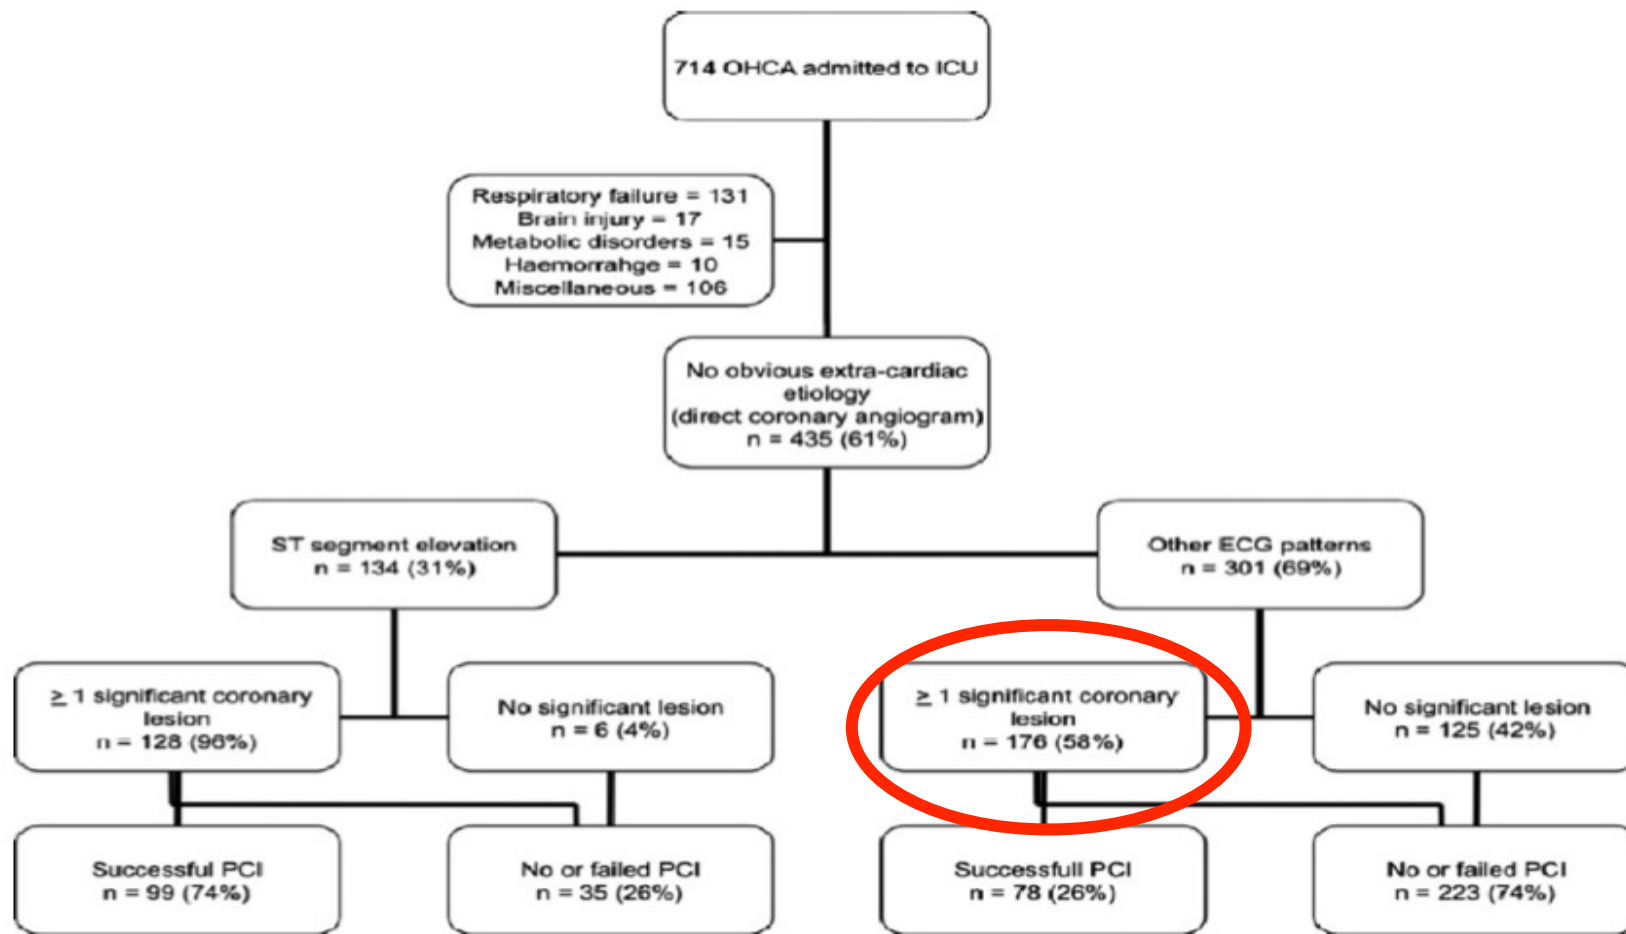 714 OHCA admitted to ICU
Respiratory failure = 131
Brain injury = 17
Metabolic disorders = 15
Haemorrahge = 10
Miscellaneous = 106
No obvious extra-cardiac
etiology
(direct coronary angiogram)
n = 435 (61%)
ST segment elevation
n = 134 (31%)
Other ECG patterns
n = 301 (69%)
≥ 1 significant coronary
lesion
n = 128 (96%)
No significant lesion
n = 6 (4%)
≥ 1 significant coronary
lesion
n = 176 (58%)
No significant lesion
n = 125 (42%)
Successful PCI
n = 99 (74%)
No or failed PCI
n = 35 (26%)
Successfull PCI
n = 78 (26%)
No or failed PCI
n = 223 (74%)